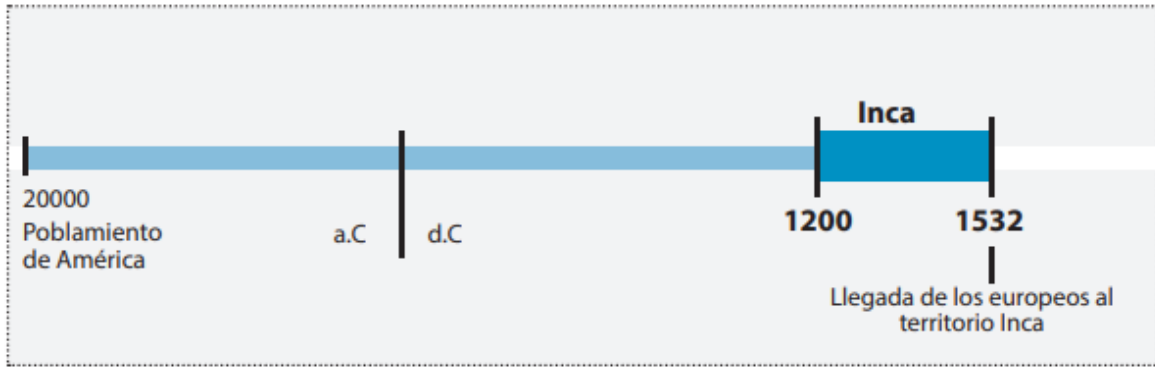 Inca
20000
Poblamiento
de América
a.C
d.C
1200
1532
Llegada de los europeos al
territorio Inca